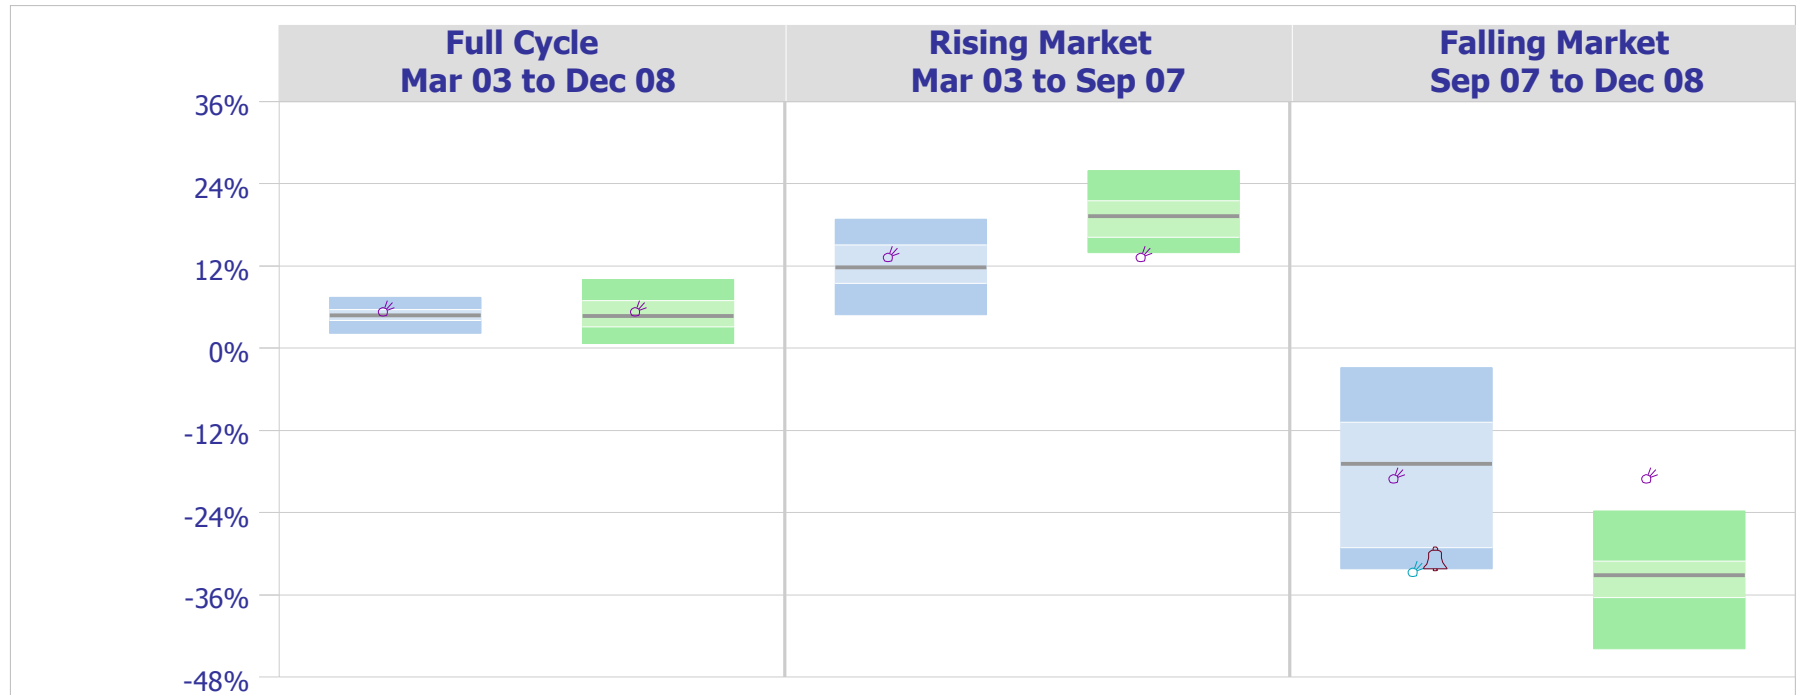 Full Cycle
Mar 03 to Dec 08
Rising Market
Mar 03 to Sep 07
Falling Market
Sep 07 to Dec 08
36%
24%
12%
0%
-12%
-24%
-36%
-48%